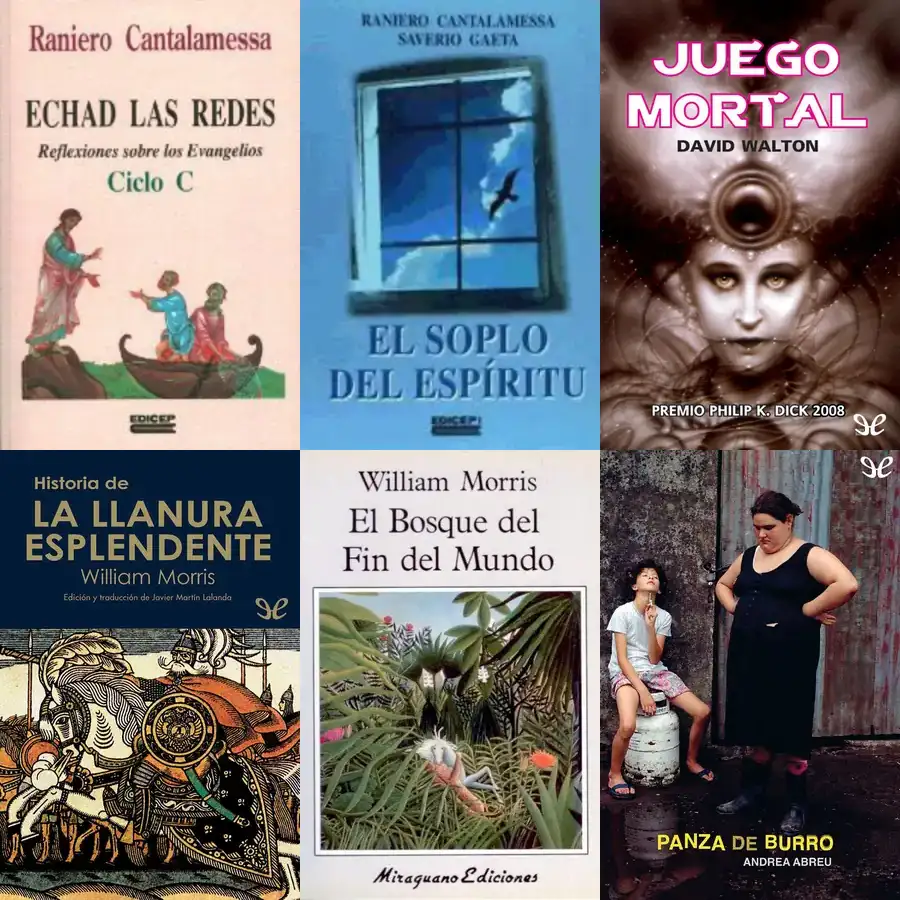 Raniero Cantalamessa
ECHAD LAS REDES
Reflexiones sobre los Evangelios
Ciclo C
EDICEP
RANIERO CANTALAMESSA
SAVERIO GAETA
EL SOPLO
DEL ESPÍRITU
EDICEP
JUEGO
MORTAL
DAVID WALTON
PREMIO PHILIP K. DICK 2008
Historia de
LA LLANURA
ESPLENDENTE
William Morris
Edición y traducción de Javier Martín Lalanda
William Morris
El Bosque del
Fin del Mundo
Miraguano Ediciones
PANZA DE BURRO
ANDREA ABREU